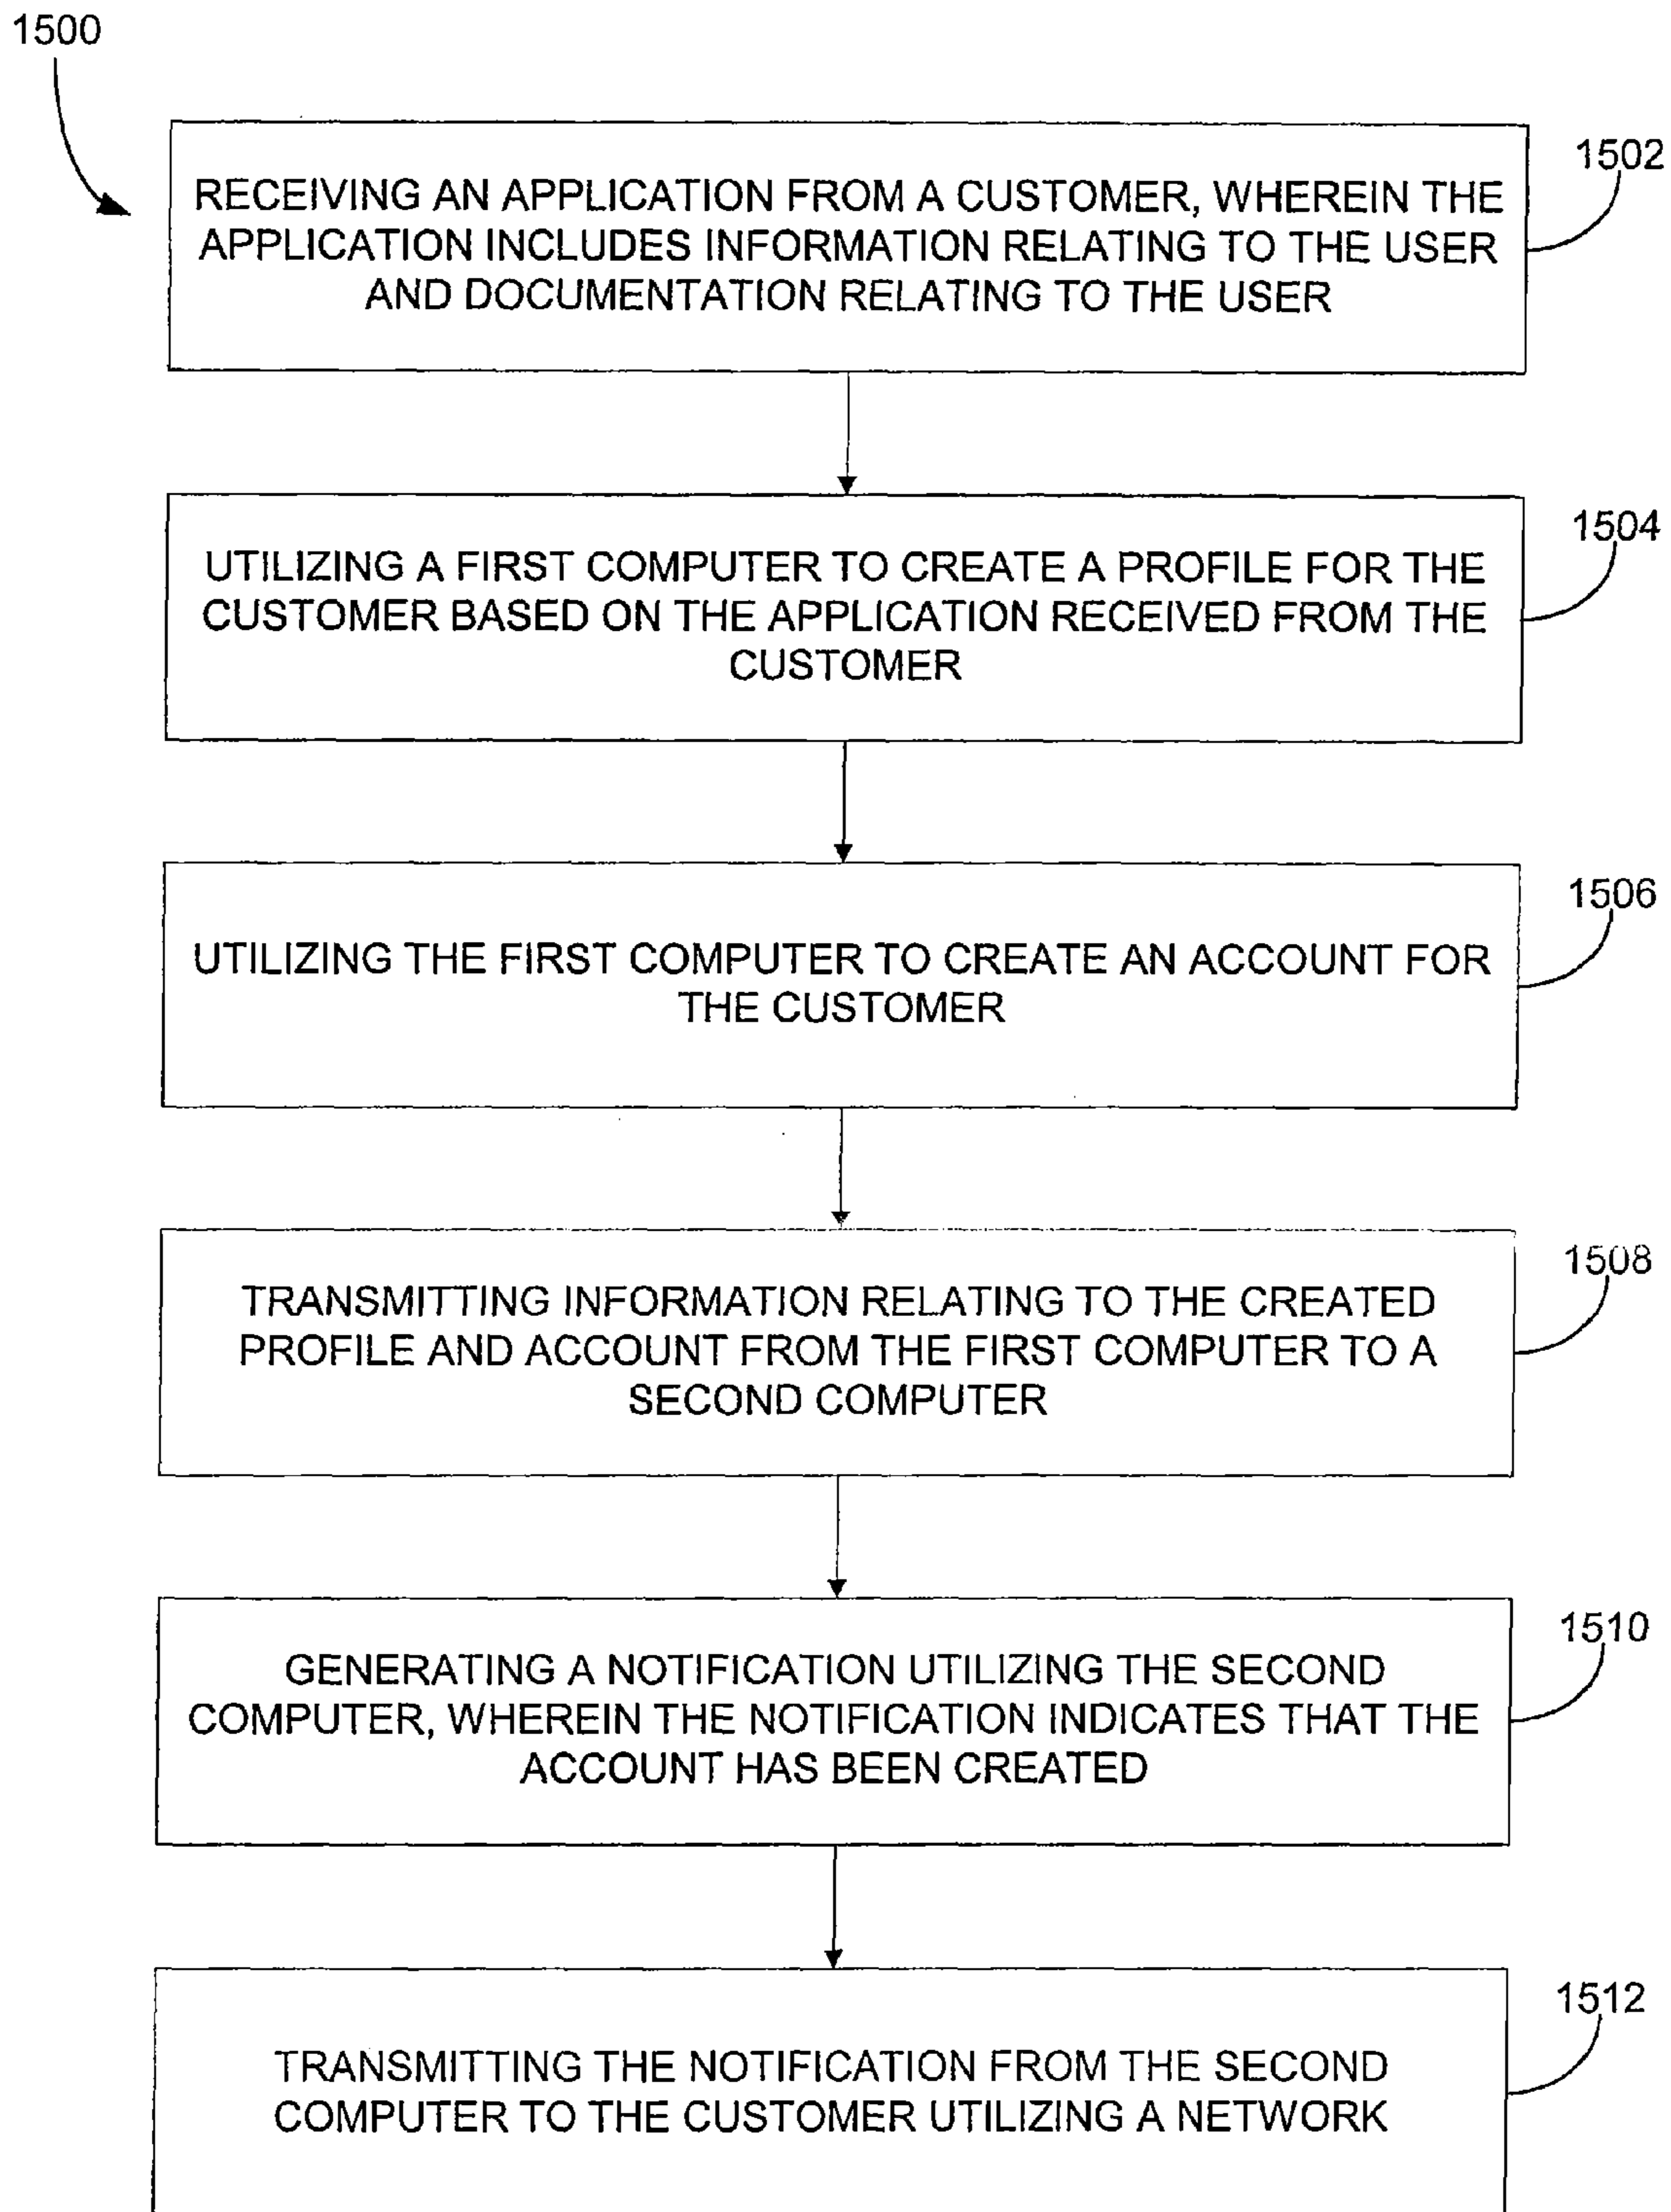 1500
1502
RECEIVING AN APPLICATION FROM A CUSTOMER, WHEREIN THE
APPLICATION INCLUDES INFORMATION RELATING TO THE USER
AND DOCUMENTATION RELATING TO THE USER
1504
UTILIZING A FIRST COMPUTER TO CREATE A PROFILE FOR THE
CUSTOMER BASED ON THE APPLICATION RECEIVED FROM THE
CUSTOMER
1506
UTILIZING THE FIRST COMPUTER TO CREATE AN ACCOUNT FOR
THE CUSTOMER
1508
TRANSMITTING INFORMATION RELATING TO THE CREATED
PROFILE AND ACCOUNT FROM THE FIRST COMPUTER TO A
SECOND COMPUTER
1510
GENERATING A NOTIFICATION UTILIZING THE SECOND
COMPUTER, WHEREIN THE NOTIFICATION INDICATES THAT THE
ACCOUNT HAS BEEN CREATED
1512
TRANSMITTING THE NOTIFICATION FROM THE SECOND
COMPUTER TO THE CUSTOMER UTILIZING A NETWORK